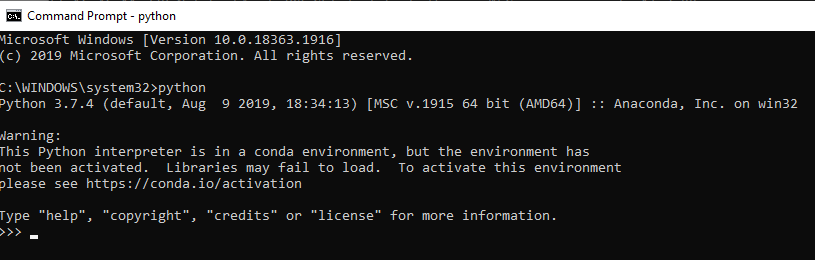 Command Prompt - python
Microsoft Windows [Version 10.0.18363.1916]
(c) 2019 Microsoft Corporation. All rights reserved.
C:\WINDOWS\system32>python
Python 3.7.4 (default, Aug  9 2019, 18:34:13) [MSC v.1915 64 bit (AMD64)] :: Anaconda, Inc. on win32
Warning:
This Python interpreter is in a conda environment, but the environment has
not been activated.  Libraries may fail to load.  To activate this environment
please see https://conda.io/activation
Type "help", "copyright", "credits" or "license" for more information.
>>> _